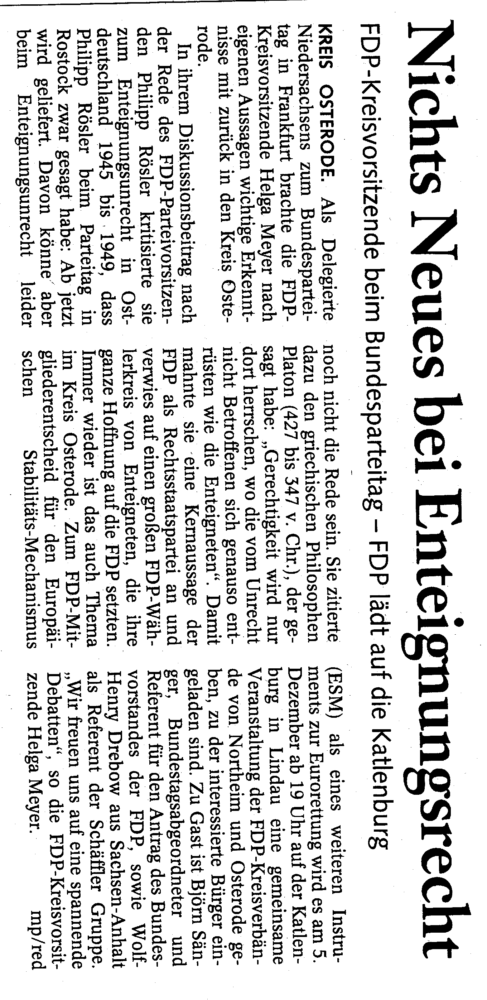 Nichts Neues bei Enteignungsrecht
FDP-Kreisvorsitzende beim Bundesparteitag – FDP lädt auf die Katlenburg
KREIS OSTERODE. Als Delegierte
Niedersachsens zum Bundespartei-
tag in Frankfurt brachte die FDP-
Kreisvorsitzende Helga Meyer nach
eigenen Aussagen wichtige Erkennt-
nisse mit zurück in den Kreis Oste-
rode.
In ihrem Diskussionsbeitrag nach
der Rede des FDP-Parteivorsitzen-
den Philipp Rösler kritisierte sie
zum Enteignungsunrecht in Ost-
deutschland 1945 bis 1949, dass
Philipp Rösler beim Parteitag in
Rostock zwar gesagt habe: Ab jetzt
wird geliefert. Davon könne aber
beim Enteignungsunrecht leider
noch nicht die Rede sein. Sie zitierte
dazu den griechischen Philosophen
Platon (427 bis 347 v. Chr.), der ge-
sagt habe: „Gerechtigkeit wird nur
dort herrschen, wo die vom Unrecht
nicht Betroffenen sich genauso ent-
rüsten wie die Enteigneten“. Damit
mahnte sie eine Kernaussage der
FDP als Rechtsstaatspartei an und
verwies auf einen großen FDP-Wäh-
lerkreis von Enteigneten, die ihre
ganze Hoffnung auf die FDP setzten.
Immer wieder ist das auch Thema
im Kreis Osterode. Zum FDP-Mit-
gliederentscheid für den Europäi-
schen Stabilitäts-Mechanismus
(ESM) als eines weiteren Instru-
ments zur Eurorettung wird es am 5.
Dezember ab 19 Uhr auf der Katlen-
burg in Lindau eine gemeinsame
Veranstaltung der FDP-Kreisverbän-
de von Northeim und Osterode ge-
ben, zu der interessierte Bürger ein-
geladen sind. Zu Gast ist Björn Sän-
ger, Bundestagsabgeordneter und
Referent für den Antrag des Bundes-
vorstandes der FDP, sowie Wolf-
Henry Drebow aus Sachsen-Anhalt
als Referent der Schäffler Gruppe.
„Wir freuen uns auf eine spannende
Debatten“, so die FDP-Kreisvorsit-
zende Helga Meyer. mp/red